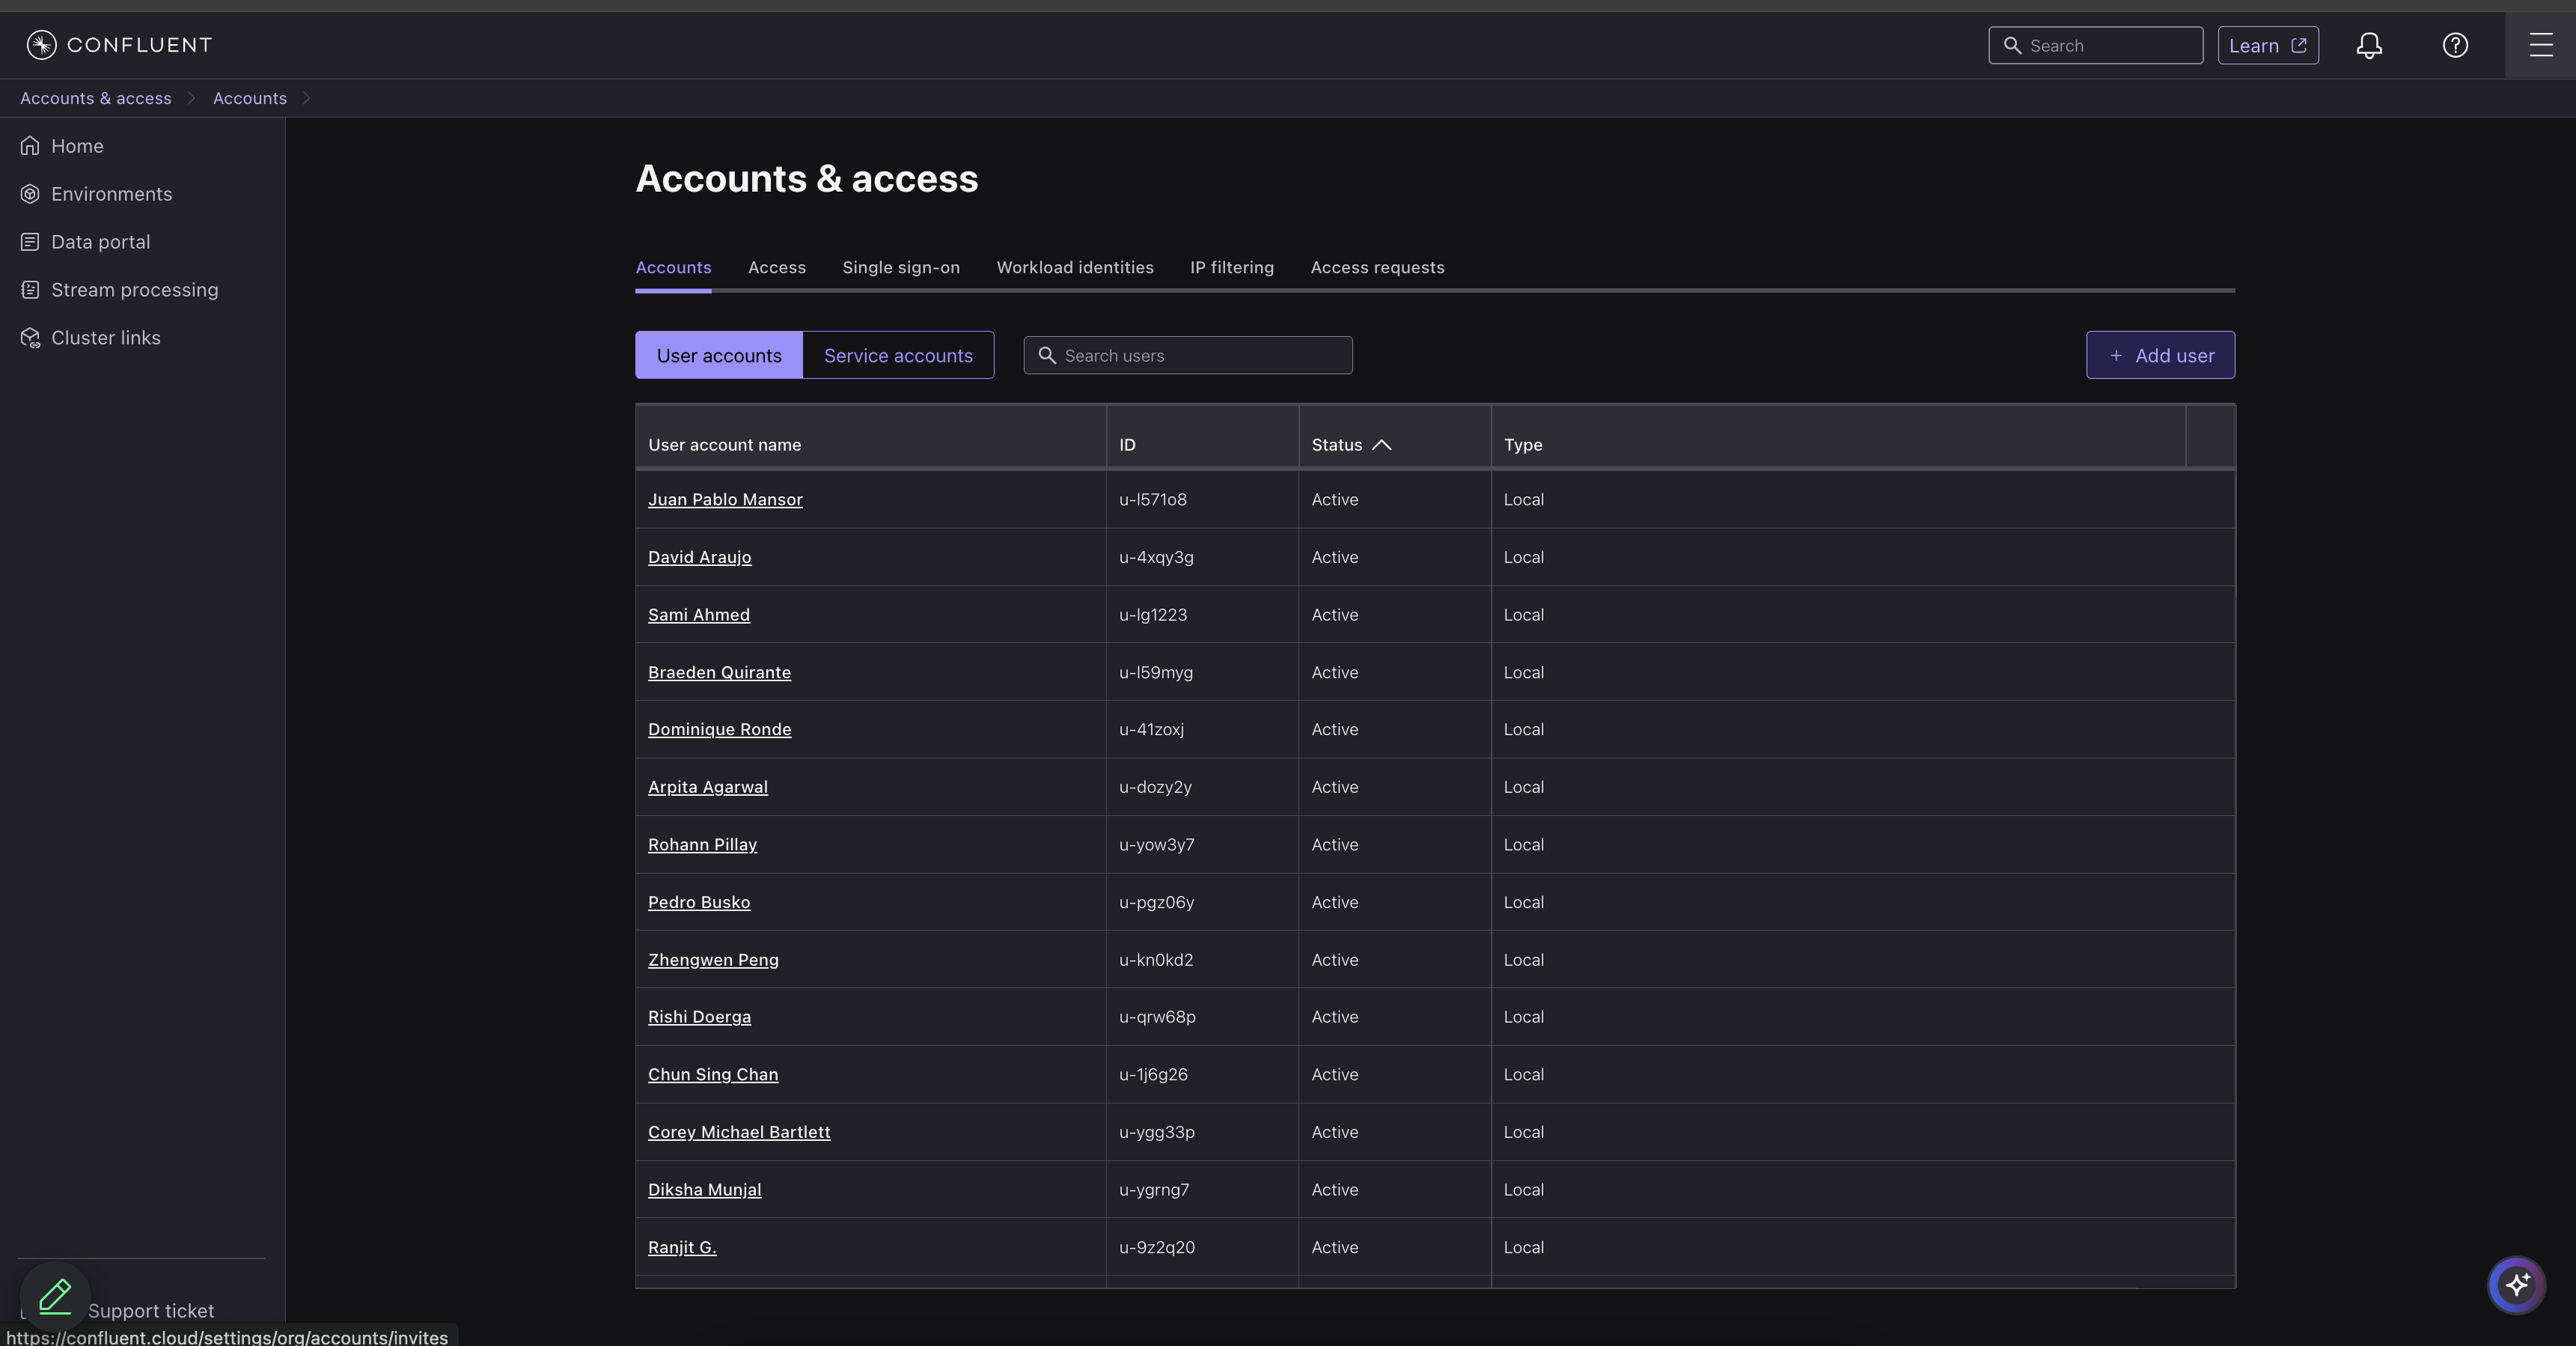 CONFLUENT
Search
Learn
Accounts & access
Accounts
Home
Environments
Data portal
Stream processing
Cluster links
Accounts & access
Accounts Access Single sign-on Workload identities IP filtering Access requests
User accounts Service accounts Search users + Add user
User account name ID Status Type
Juan Pablo Mansor u-l571o8 Active Local
David Araujo u-4xqy3g Active Local
Sami Ahmed u-lg1223 Active Local
Braeden Quirante u-l59myg Active Local
Dominique Ronde u-41zoxj Active Local
Arpita Agarwal u-dozy2y Active Local
Rohann Pillay u-yow3y7 Active Local
Pedro Busko u-pgz06y Active Local
Zhengwen Peng u-kn0kd2 Active Local
Rishi Doerga u-qrw68p Active Local
Chun Sing Chan u-1j6g26 Active Local
Corey Michael Bartlett u-ygg33p Active Local
Diksha Munjal u-ygrng7 Active Local
Ranjit G. u-9z2q20 Active Local
Support ticket
https://confluent.cloud/settings/org/accounts/invites